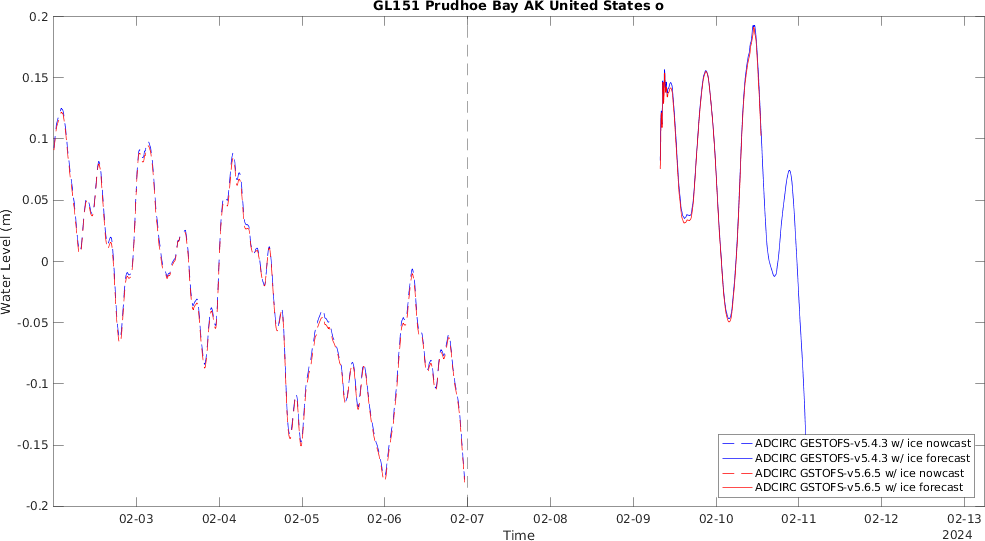 GL151 Prudhoe Bay AK United States o
0.2
0.15
0.1
0.05
0
-0.05
-0.1
-0.15
-0.2
Water Level (m)
ADCIRC GESTOFS-v5.4.3 w/ ice nowcast
ADCIRC GESTOFS-v5.4.3 w/ ice forecast
ADCIRC GSTOFS-v5.6.5 w/ ice nowcast
ADCIRC GSTOFS-v5.6.5 w/ ice forecast
02-03 02-04 02-05 02-06 02-07 02-08 02-09 02-10 02-11 02-12 02-13
Time
2024